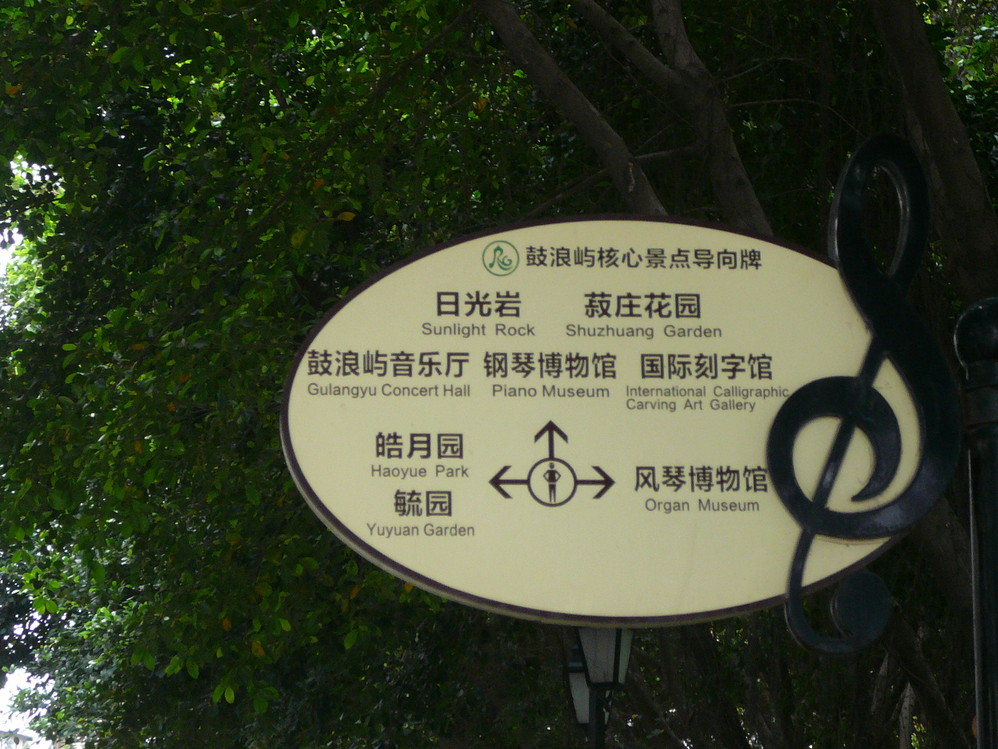 鼓浪屿核心景点导向牌
日光岩 菽庄花园
Sunlight Rock Shuzhuang Garden
鼓浪屿音乐厅 钢琴博物馆 国际刻字馆
Gulangyu Concert Hall Piano Museum International Calligraphic
Carving Art Gallery
皓月园
Haoyue Park
毓园
Yuyuan Garden
风琴博物馆
Organ Museum